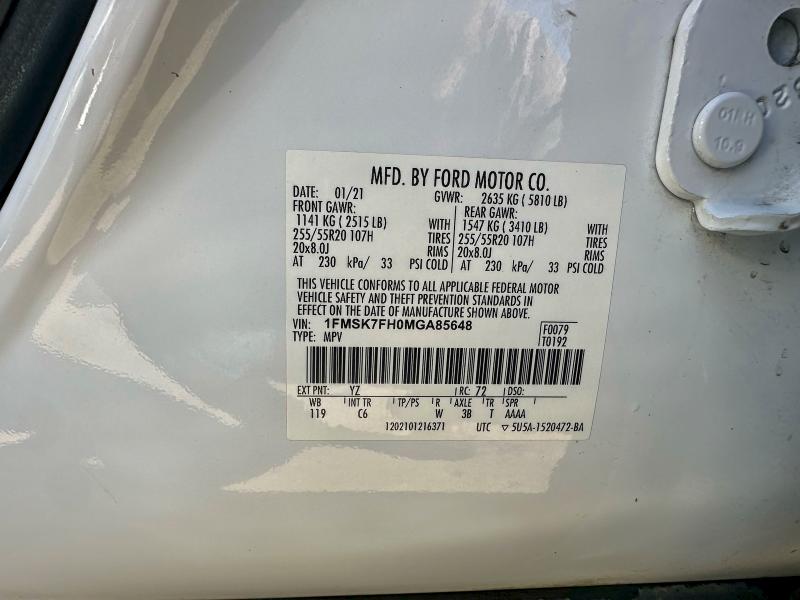 MFD. BY FORD MOTOR CO.
DATE: 01/21 GVWR: 2635 KG ( 5810 LB)
FRONT GAWR: REAR GAWR:
1141 KG ( 2515 LB) WITH 1547 KG ( 3410 LB) WITH
255/55R20 107H TIRES 255/55R20 107H TIRES
20x8.0J RIMS 20x8.0J RIMS
AT 230 kPa/ 33 PSI COLD AT 230 kPa/ 33 PSI COLD
THIS VEHICLE CONFORMS TO ALL APPLICABLE FEDERAL MOTOR
VEHICLE SAFETY AND THEFT PREVENTION STANDARDS IN
EFFECT ON THE DATE OF MANUFACTURE SHOWN ABOVE.
VIN: 1FMSK7FH0MGA85648 F0079
TYPE: MPV T0192
EXT PNT: YZ RC: 72 DSO:
WB INT TR TP/PS R AXLE TR SPR
119 C6 W 3B T AAAA
1202101216371 UTC ▽ 5U5A-1520472-BA
10.9